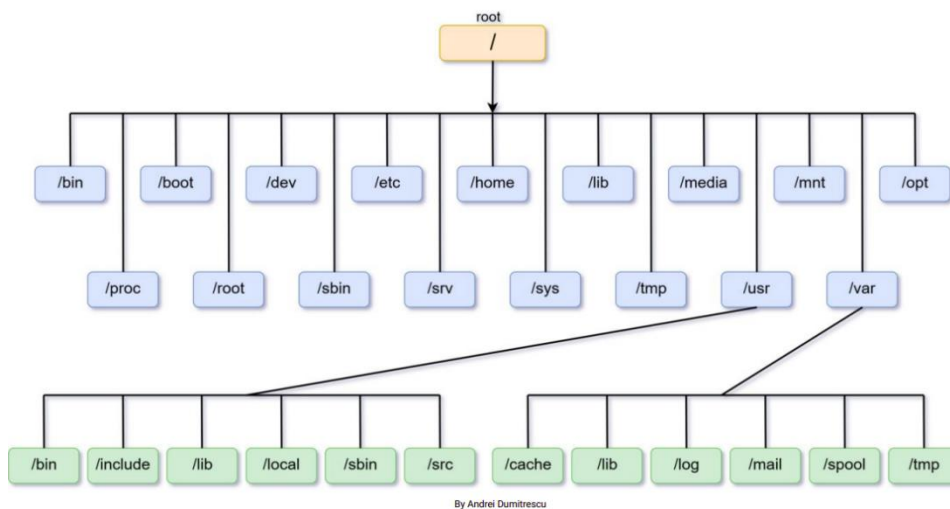 root
/
/bin
/boot
/dev
/etc
/home
/lib
/media
/mnt
/opt
/proc
/root
/sbin
/srv
/sys
/tmp
/usr
/var
/bin
/include
/lib
/local
/sbin
/src
/cache
/lib
/log
/mail
/spool
/tmp
By Andrei Dumitrescu